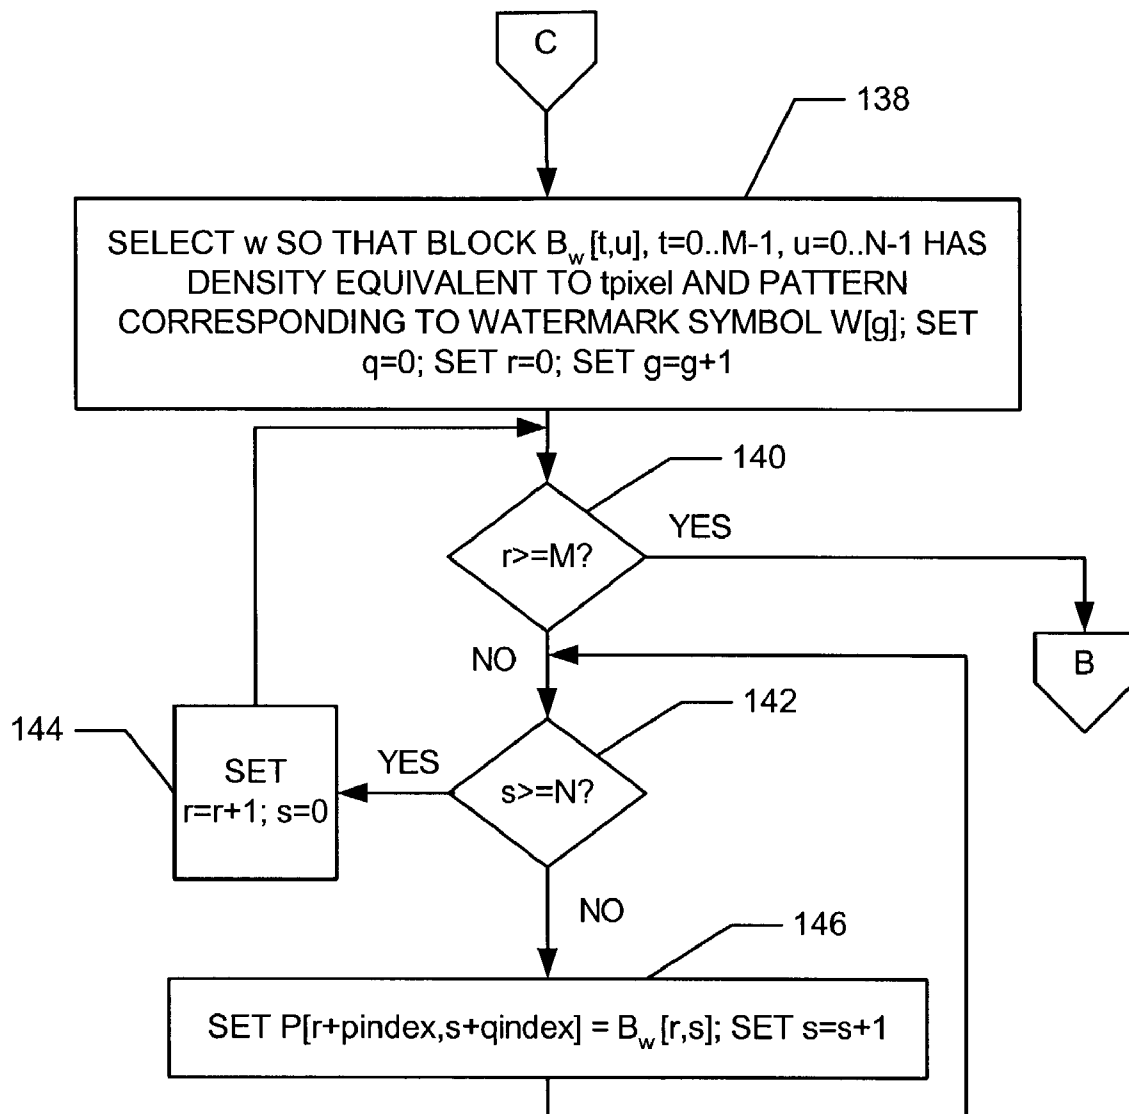 C
138
SELECT w SO THAT BLOCK Bw[t,u], t=0..M-1, u=0..N-1 HAS
DENSITY EQUIVALENT TO tpixel AND PATTERN
CORRESPONDING TO WATERMARK SYMBOL W[g]; SET
q=0; SET r=0; SET g=g+1
140
r>=M?
YES
B
NO
142
s>=N?
YES
144
SET
r=r+1; s=0
NO
146
SET P[r+pindex,s+qindex] = Bw[r,s]; SET s=s+1